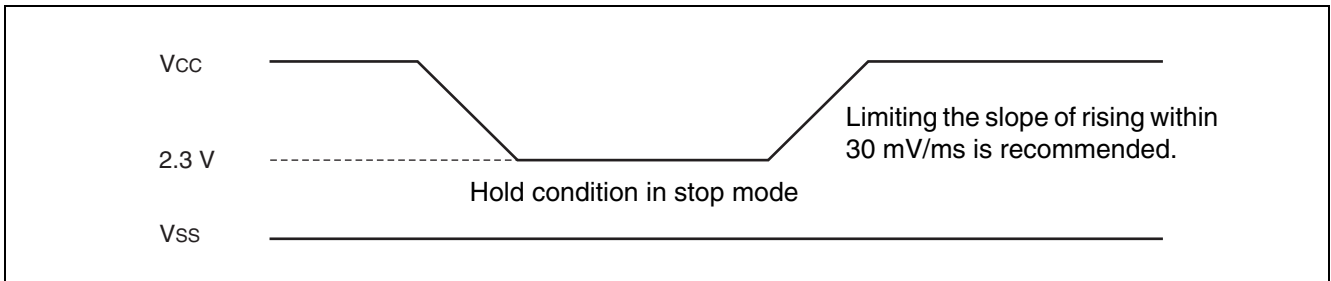 Vcc
Limiting the slope of rising within
30 mV/ms is recommended.
2.3 V
Hold condition in stop mode
Vss